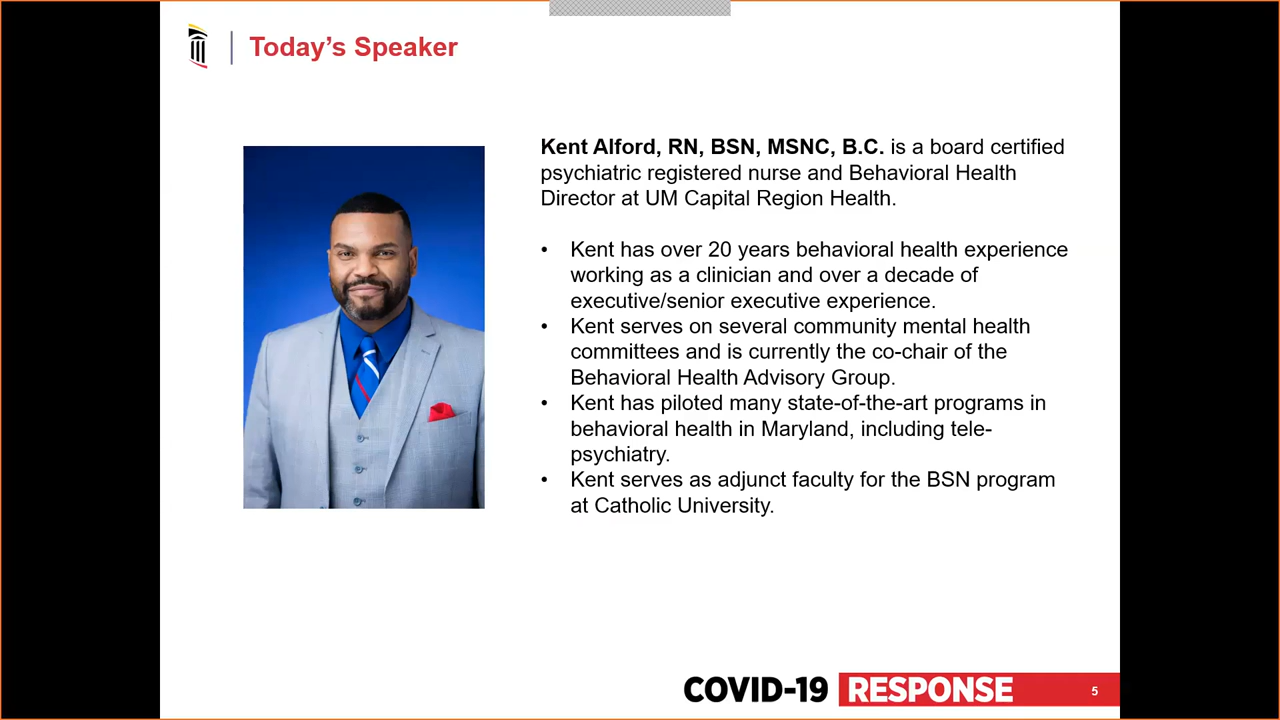 Today’s Speaker
Kent Alford, RN, BSN, MSNC, B.C. is a board certified
psychiatric registered nurse and Behavioral Health
Director at UM Capital Region Health.
• Kent has over 20 years behavioral health experience
working as a clinician and over a decade of
executive/senior executive experience.
• Kent serves on several community mental health
committees and is currently the co-chair of the
Behavioral Health Advisory Group.
• Kent has piloted many state-of-the-art programs in
behavioral health in Maryland, including tele-
psychiatry.
• Kent serves as adjunct faculty for the BSN program
at Catholic University.
COVID-19 RESPONSE 5